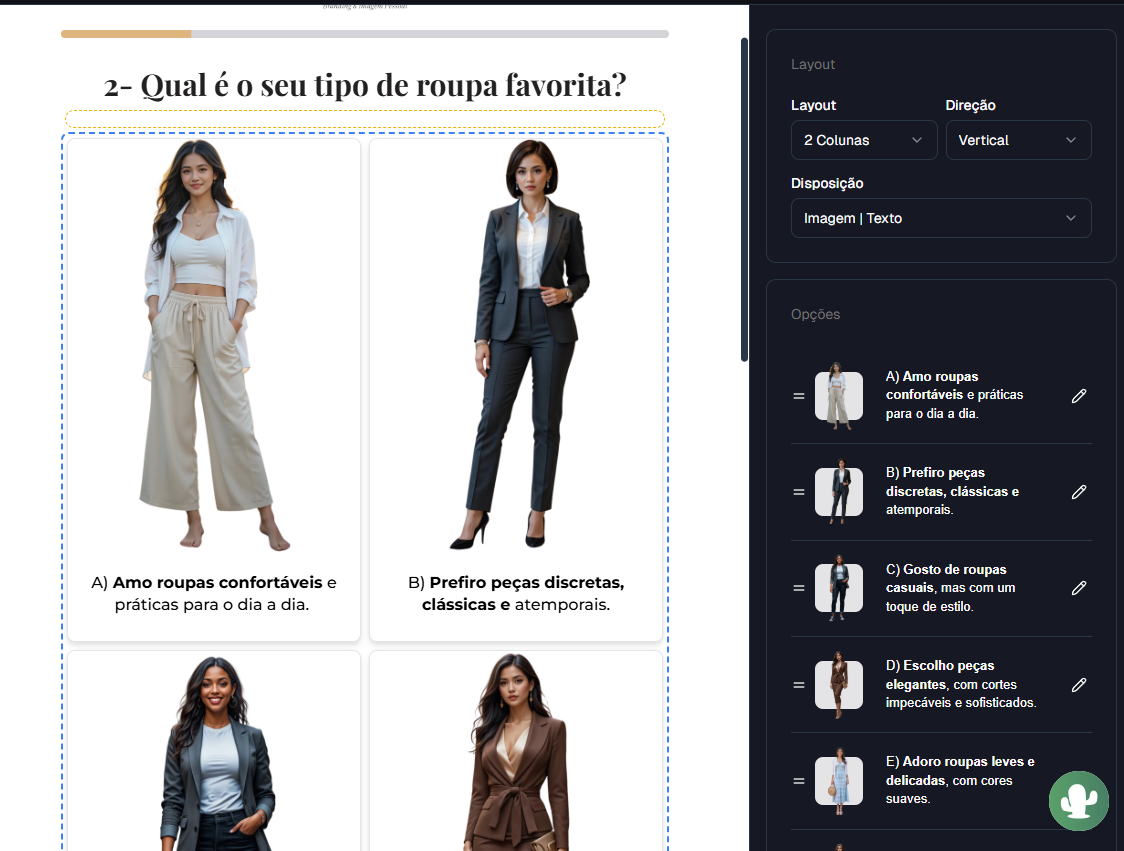 Branding & Imagem Pessoal
2- Qual é o seu tipo de roupa favorita?
A) Amo roupas confortáveis e
práticas para o dia a dia.
B) Prefiro peças discretas,
clássicas e atemporais.
Layout
Layout
Direção
2 Colunas
Vertical
Disposição
Imagem | Texto
Opções
A) Amo roupas
confortáveis e práticas
para o dia a dia.
B) Prefiro peças
discretas, clássicas e
atemporais.
C) Gosto de roupas
casuais, mas com um
toque de estilo.
D) Escolho peças
elegantes, com cortes
impecáveis e sofisticados.
E) Adoro roupas leves e
delicadas, com cores
suaves.